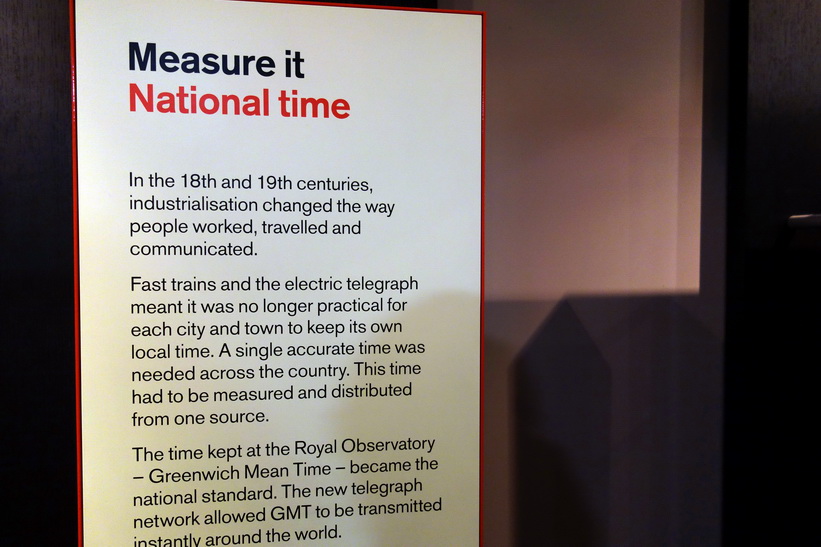 Measure it
National time
In the 18th and 19th centuries,
industrialisation changed the way
people worked, travelled and
communicated.
Fast trains and the electric telegraph
meant it was no longer practical for
each city and town to keep its own
local time. A single accurate time was
needed across the country. This time
had to be measured and distributed
from one source.
The time kept at the Royal Observatory
– Greenwich Mean Time – became the
national standard. The new telegraph
network allowed GMT to be transmitted
instantly around the world.